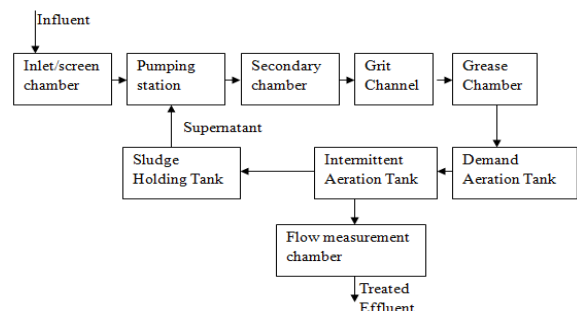 Influent
Inlet/screen
chamber
Pumping
station
Secondary
chamber
Grit
Channel
Grease
Chamber
Supernatant
Sludge
Holding Tank
Intermittent
Aeration Tank
Demand
Aeration Tank
Flow measurement
chamber
Treated
Effluent